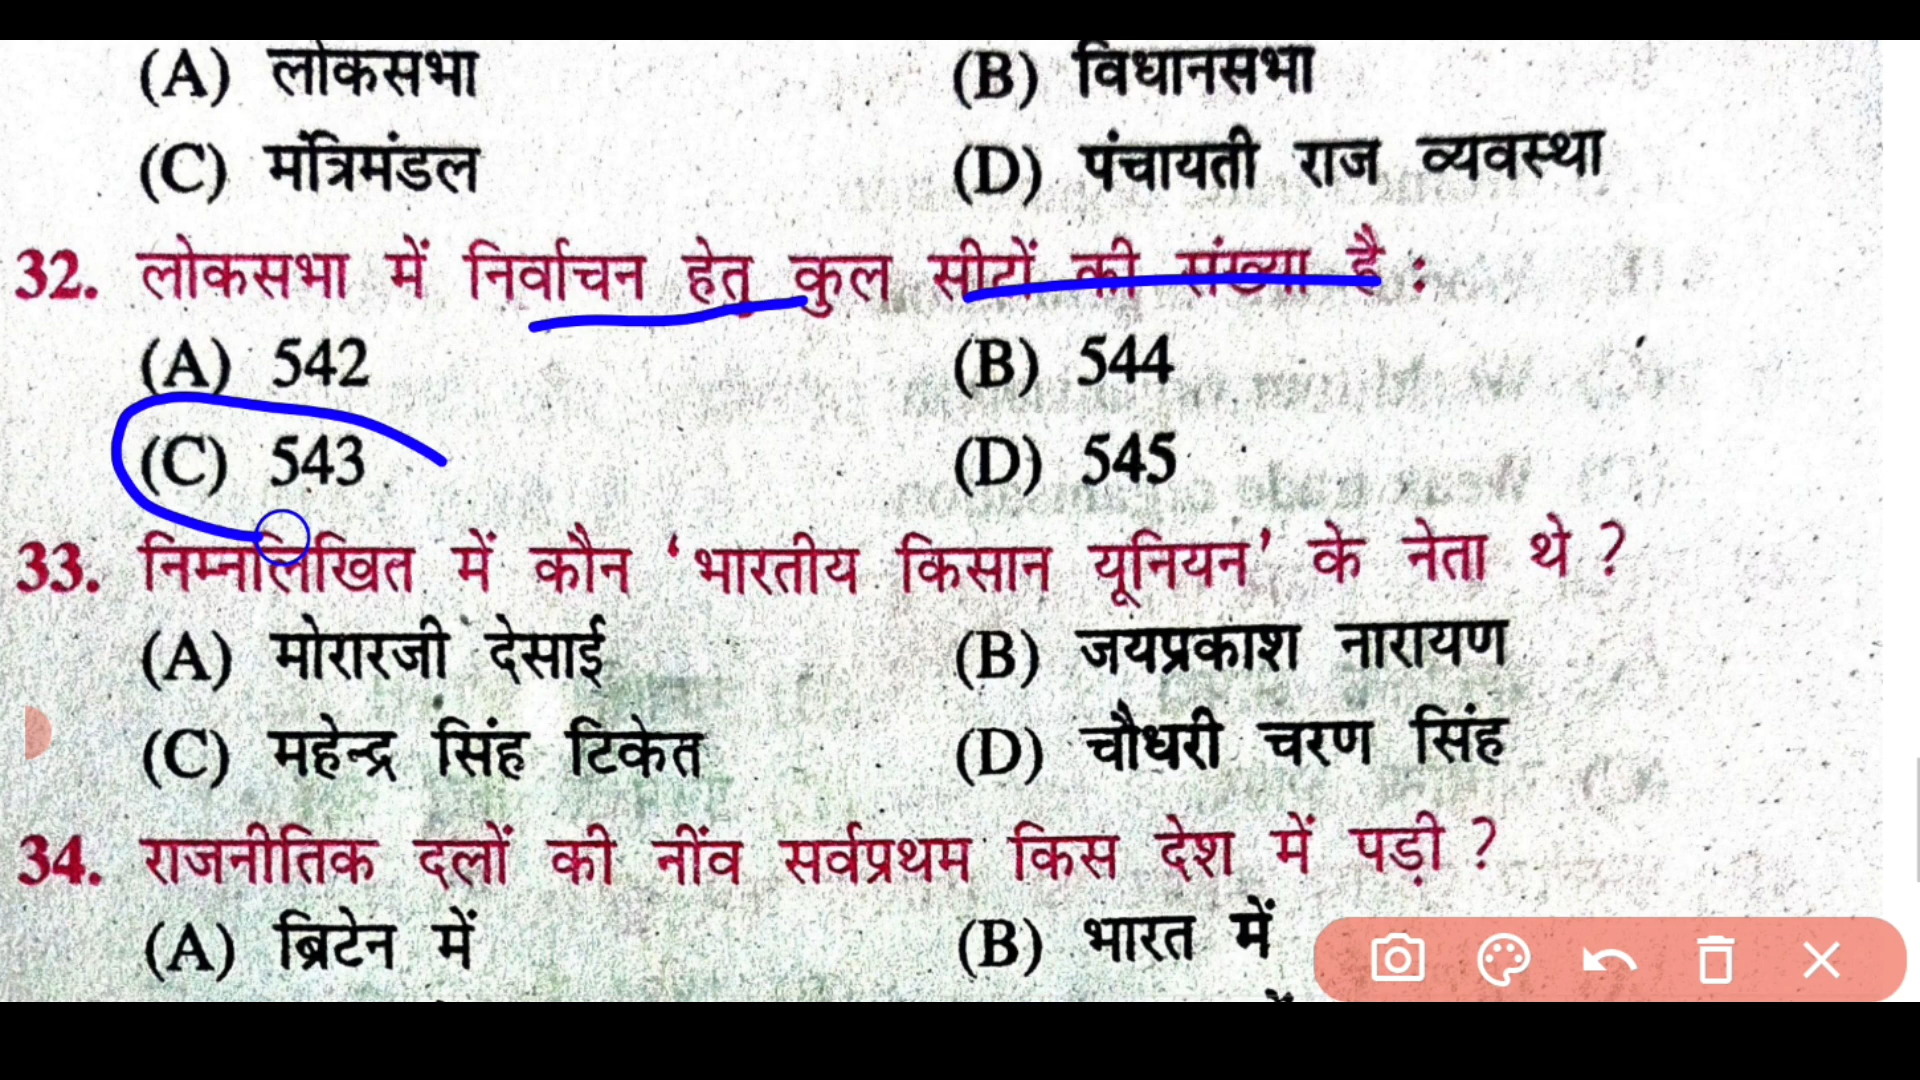 (A) लोकसभा (B) विधानसभा
(C) मंत्रिमंडल (D) पंचायती राज व्यवस्था
32. लोकसभा में निर्वाचन हेतु कुल सीटों की संख्या है :
(A) 542 (B) 544
(C) 543 (D) 545
33. निम्नलिखित में कौन ‘भारतीय किसान यूनियन’ के नेता थे ?
(A) मोरारजी देसाई (B) जयप्रकाश नारायण
(C) महेन्द्र सिंह टिकेत (D) चौधरी चरण सिंह
34. राजनीतिक दलों की नींव सर्वप्रथम किस देश में पड़ी ?
(A) ब्रिटेन में (B) भारत में